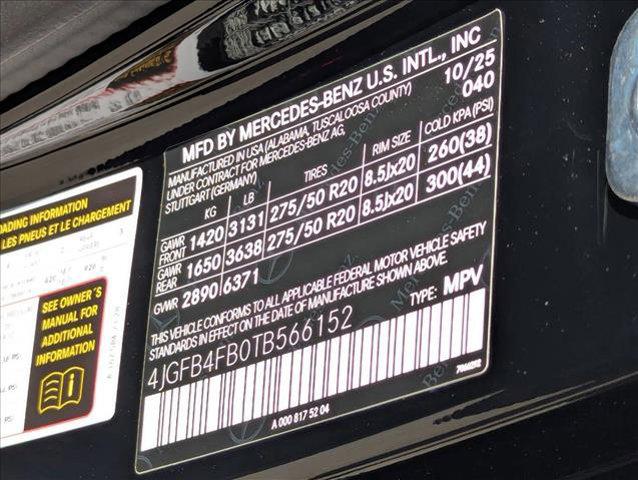 MFD BY MERCEDES-BENZ U.S. INTL., INC
MANUFACTURED IN USA (ALABAMA, TUSCALOOSA COUNTY) 10/25
UNDER CONTRACT FOR MERCEDES-BENZ AG, 040
STUTTGART (GERMANY)
KG LB TIRES RIM SIZE COLD KPA (PSI)
GAWR FRONT 1420 3131 275/50 R20 8.5Jx20 260(38)
GAWR REAR 1650 3638 275/50 R20 8.5Jx20 300(44)
GVWR 2890 6371
THIS VEHICLE CONFORMS TO ALL APPLICABLE FEDERAL MOTOR VEHICLE SAFETY
STANDARDS IN EFFECT ON THE DATE OF MANUFACTURE SHOWN ABOVE.
4JGFB4FB0TB566152 TYPE: MPV
A 000 817 52 04
LOADING INFORMATION
LES PNEUS ET LE CHARGEMENT
SEE OWNER'S
MANUAL FOR
ADDITIONAL
INFORMATION